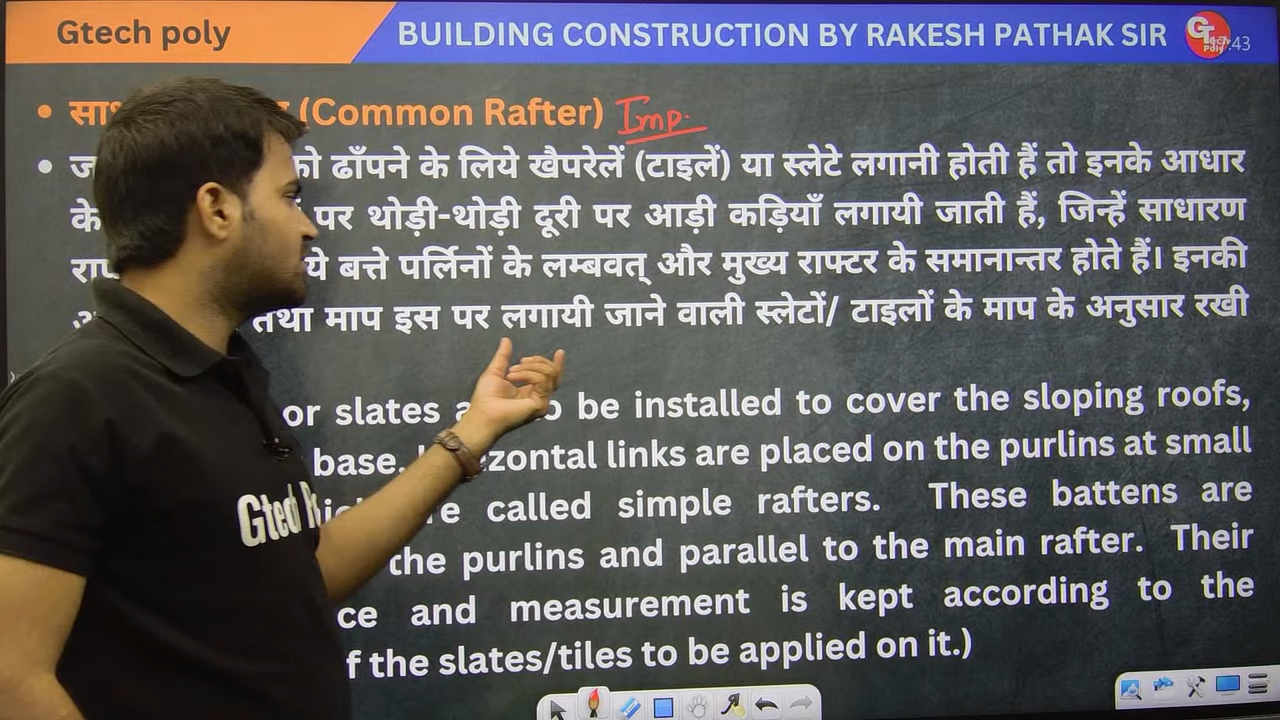 Gtech poly
BUILDING CONSTRUCTION BY RAKESH PATHAK SIR
GT
Poly
:43
(Common Rafter) Imp.
को ढाँपने के लिये खैपरेलें (टाइलें) या स्लेटे लगानी होती हैं तो इनके आधार
के पर थोड़ी-थोड़ी दूरी पर आड़ी कड़ियाँ लगायी जाती हैं, जिन्हें साधारण
ये बत्ते पर्लिनों के लम्बवत् और मुख्य राफ्टर के समानान्तर होते हैं। इनकी
तथा माप इस पर लगायी जाने वाली स्लेटों/ टाइलों के माप के अनुसार रखी
or slates be installed to cover the sloping roofs,
base. links are placed on the purlins at small
called simple rafters. These battens are
the purlins and parallel to the main rafter. Their
and measurement is kept according to the
the slates/tiles to be applied on it.)
Gtech